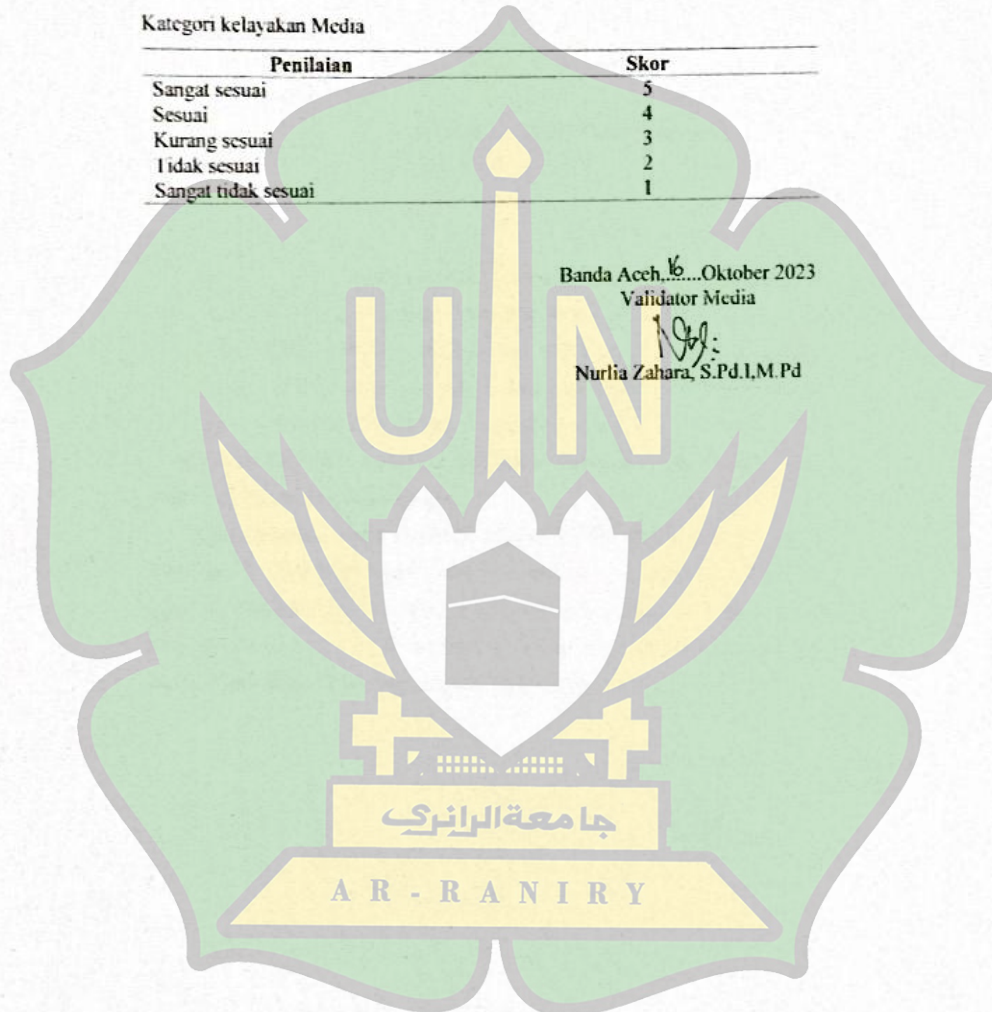 Kategori kelayakan Media
Penilaian Skor
Sangat sesuai 5
Sesuai 4
Kurang sesuai 3
Tidak sesuai 2
Sangat tidak sesuai 1
Banda Aceh, 16....Oktober 2023
Validator Media
Nurlia Zahara, S.Pd.I,M.Pd
UIN
جامعة الرانري
AR-RANIRY